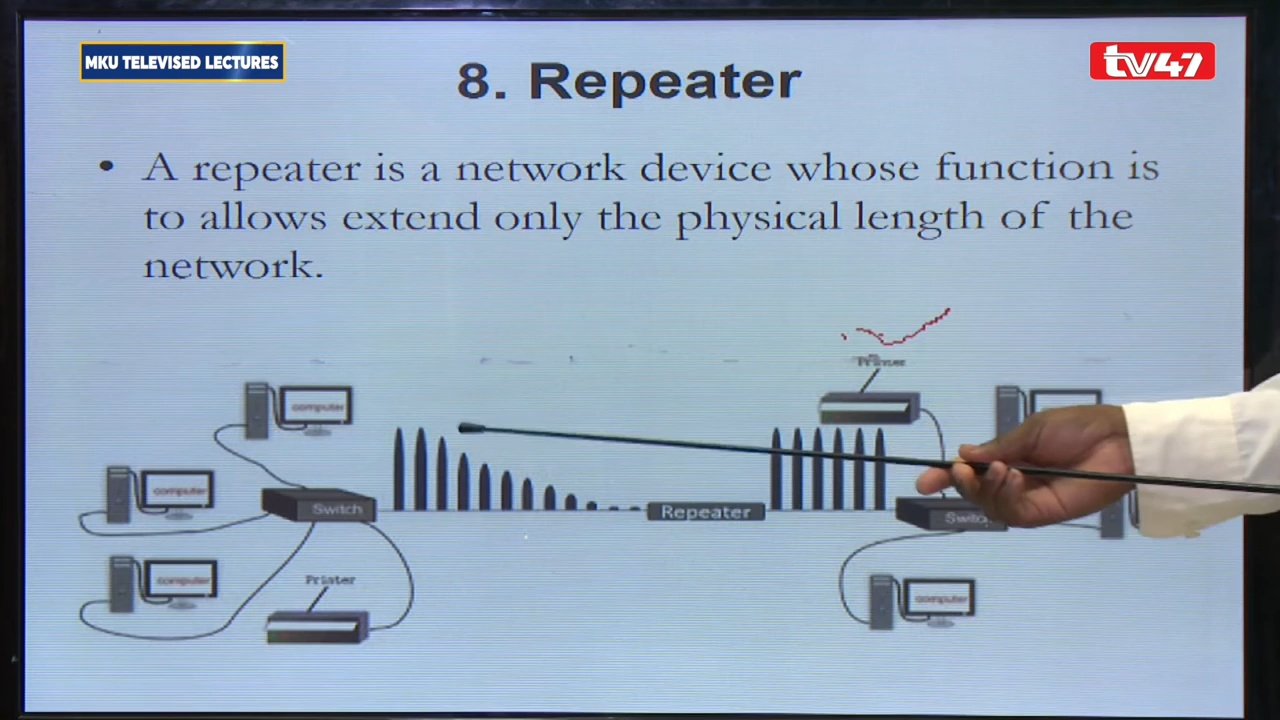 MKU TELEVISED LECTURES
tv47
8. Repeater
• A repeater is a network device whose function is
to allows extend only the physical length of the
network.
Printer
computer
computer
Switch
Repeater
Switch
computer
Printer
computer